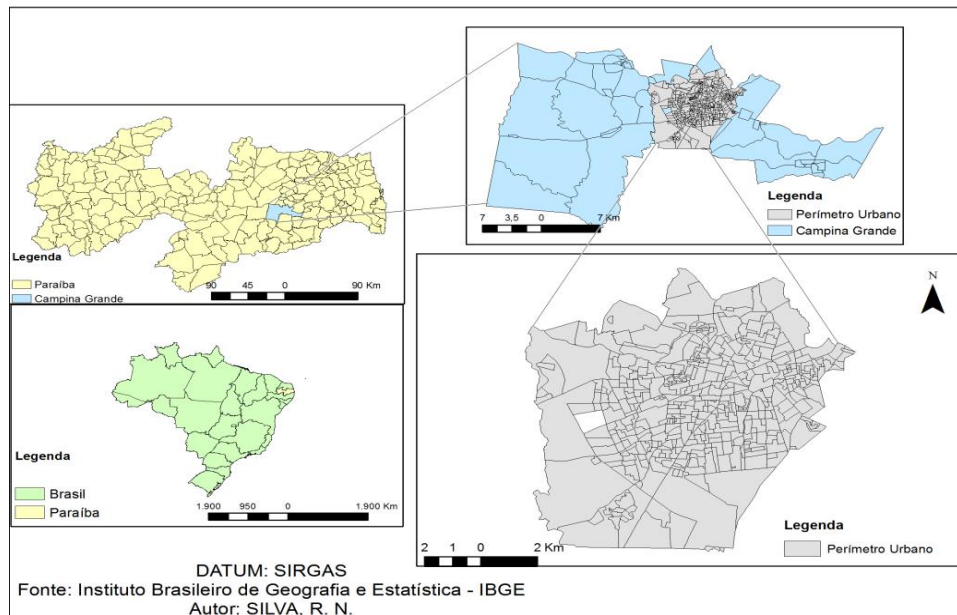 Legenda
Paraíba
Campina Grande
90 45 0 90 Km
Legenda
Perímetro Urbano
Campina Grande
7 3,5 0 7 Km
Legenda
Brasil
Paraíba
1.900 950 0 1.900 Km
N
Legenda
Perímetro Urbano
2 1 0 2 Km
DATUM: SIRGAS
Fonte: Instituto Brasileiro de Geografia e Estatística - IBGE
Autor: SILVA, R. N.